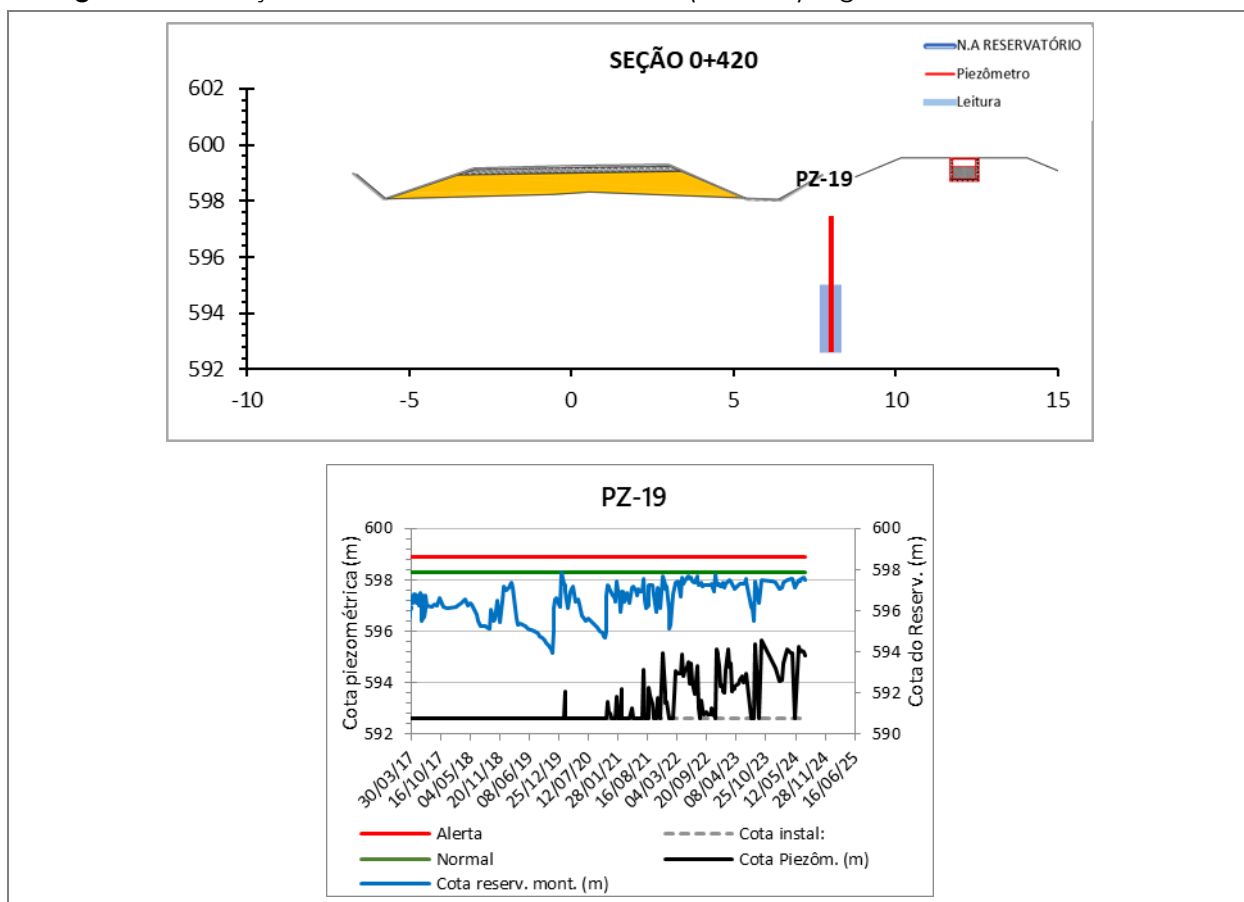 SEÇÃO 0+420
N.A RESERVATÓRIO
Piezômetro
Leitura
602
600
598
596
594
592
PZ-19
-10 -5 0 5 10 15
PZ-19
Cota piezométrica (m)
600
598
596
594
592
600
598
596
594
592
590
Cota do Reserv. (m)
30/03/17 16/10/17 04/05/18 20/11/18 08/06/19 25/12/19 12/07/20 28/01/21 16/08/21 04/03/22 20/09/22 08/04/23 25/10/23 12/05/24 28/11/24 16/06/25
Alerta Cota instal:
Normal Cota Piezôm. (m)
Cota reserv. mont. (m)